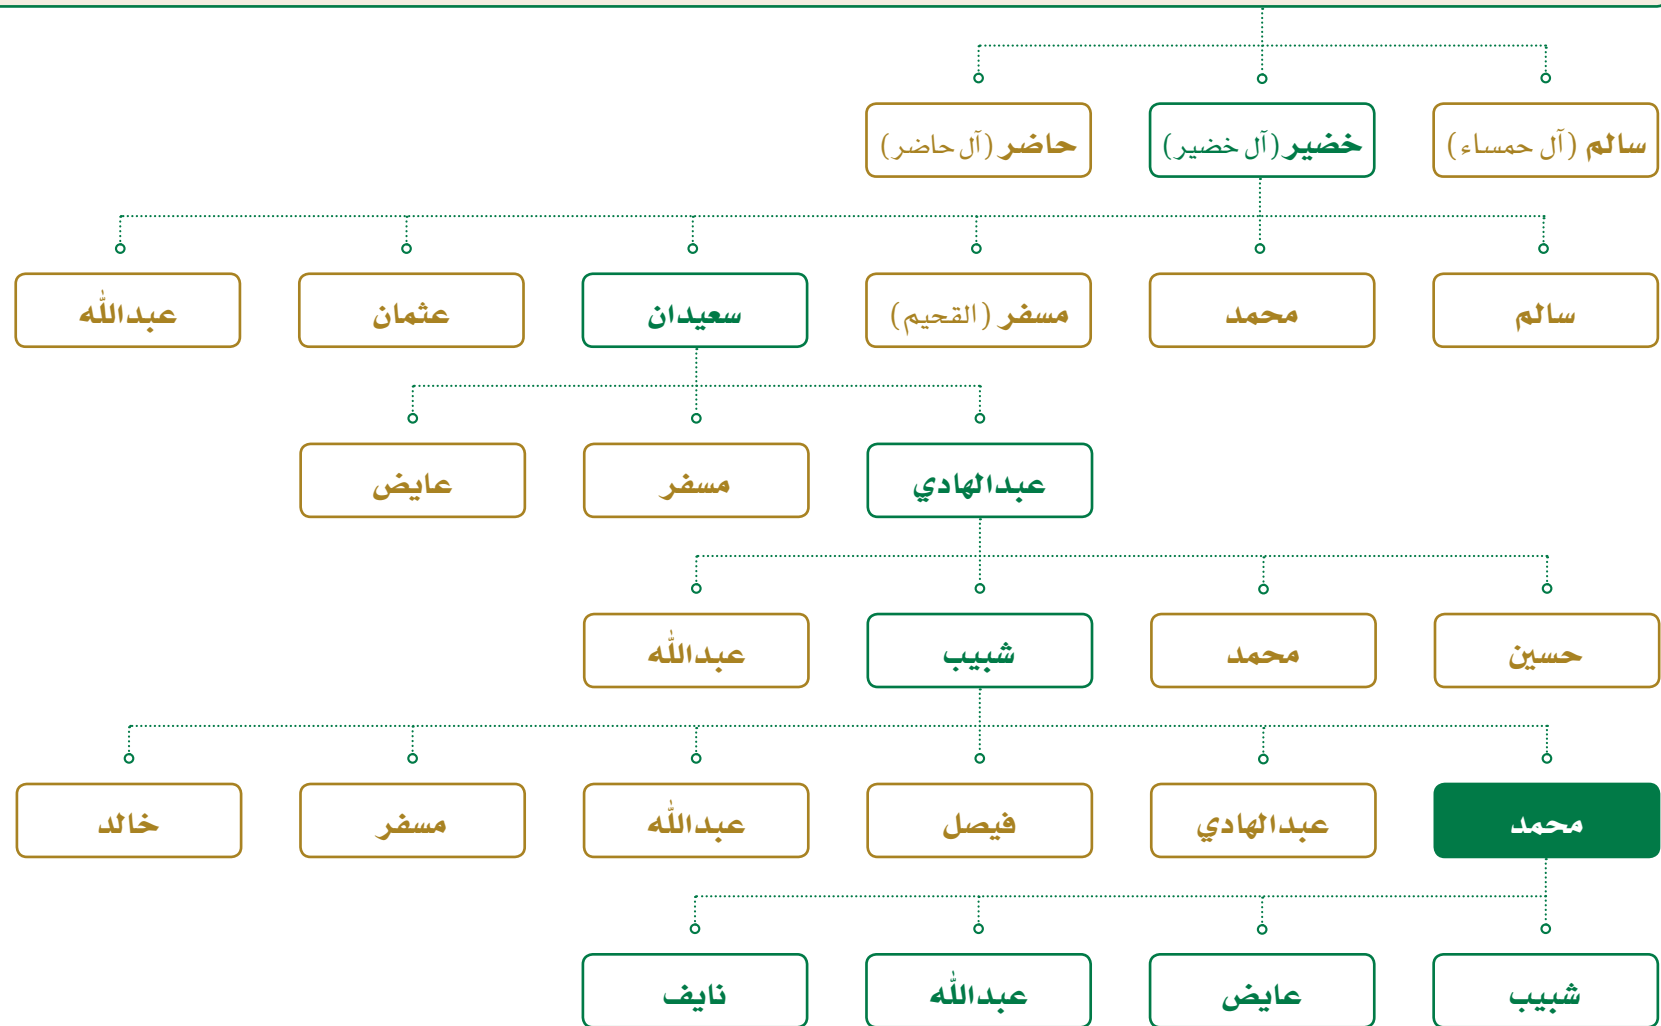 سالم (آل حمساء) خضير (آل خضير) حاضر (آل حاضر)
سالم محمد مسفر (القحيم) سعيدان عثمان عبدالله
عبدالهادي مسفر عايض
حسين محمد شبيب عبدالله
محمد عبدالهادي فيصل عبدالله مسفر خالد
شبيب عايض عبدالله نايف